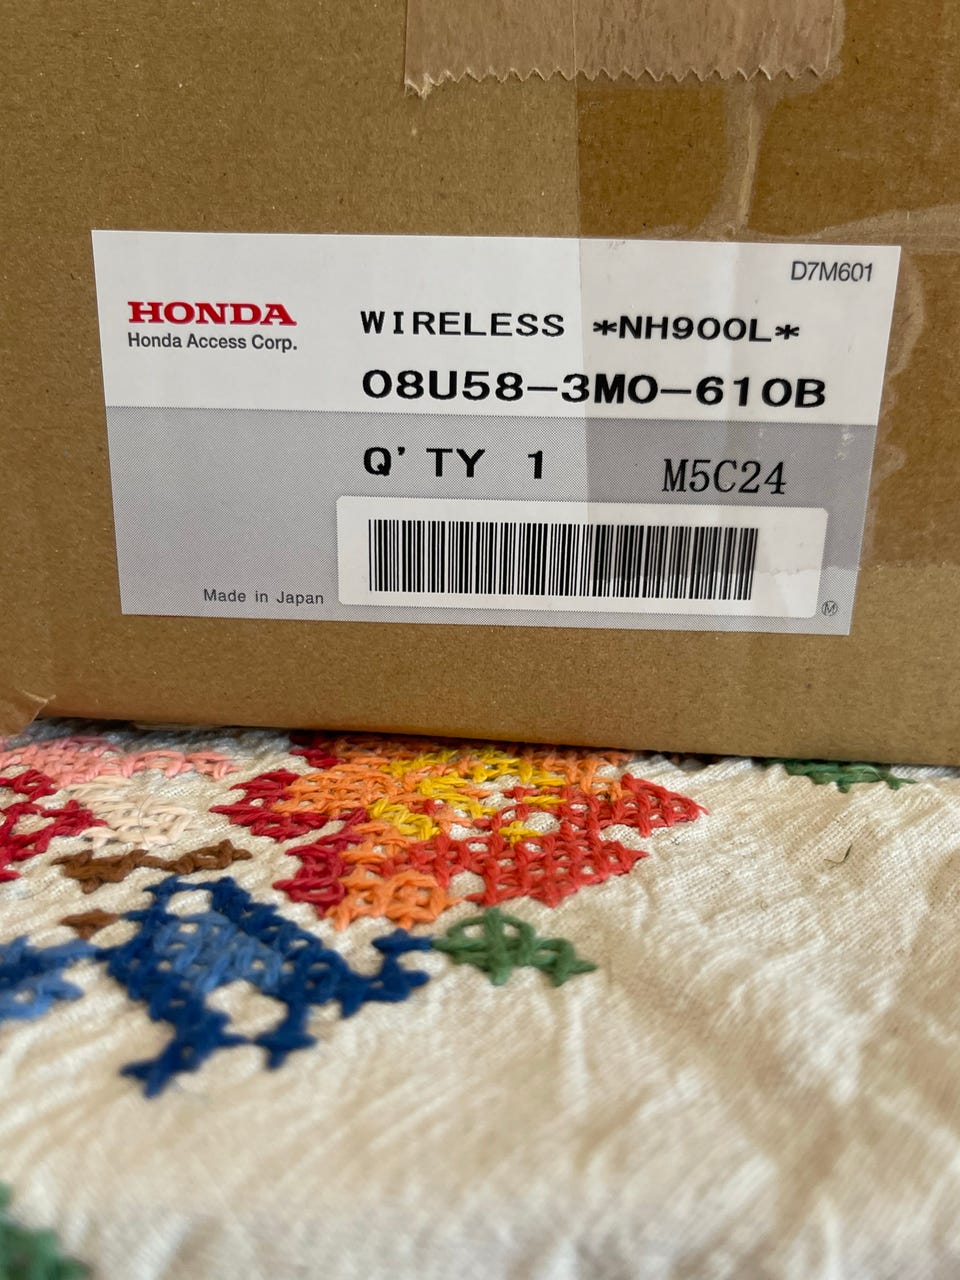 D7M601
HONDA
Honda Access Corp.
WIRELESS *NH900L*
08U58-3M0-610B
Q'TY 1 M5C24
Made in Japan
M